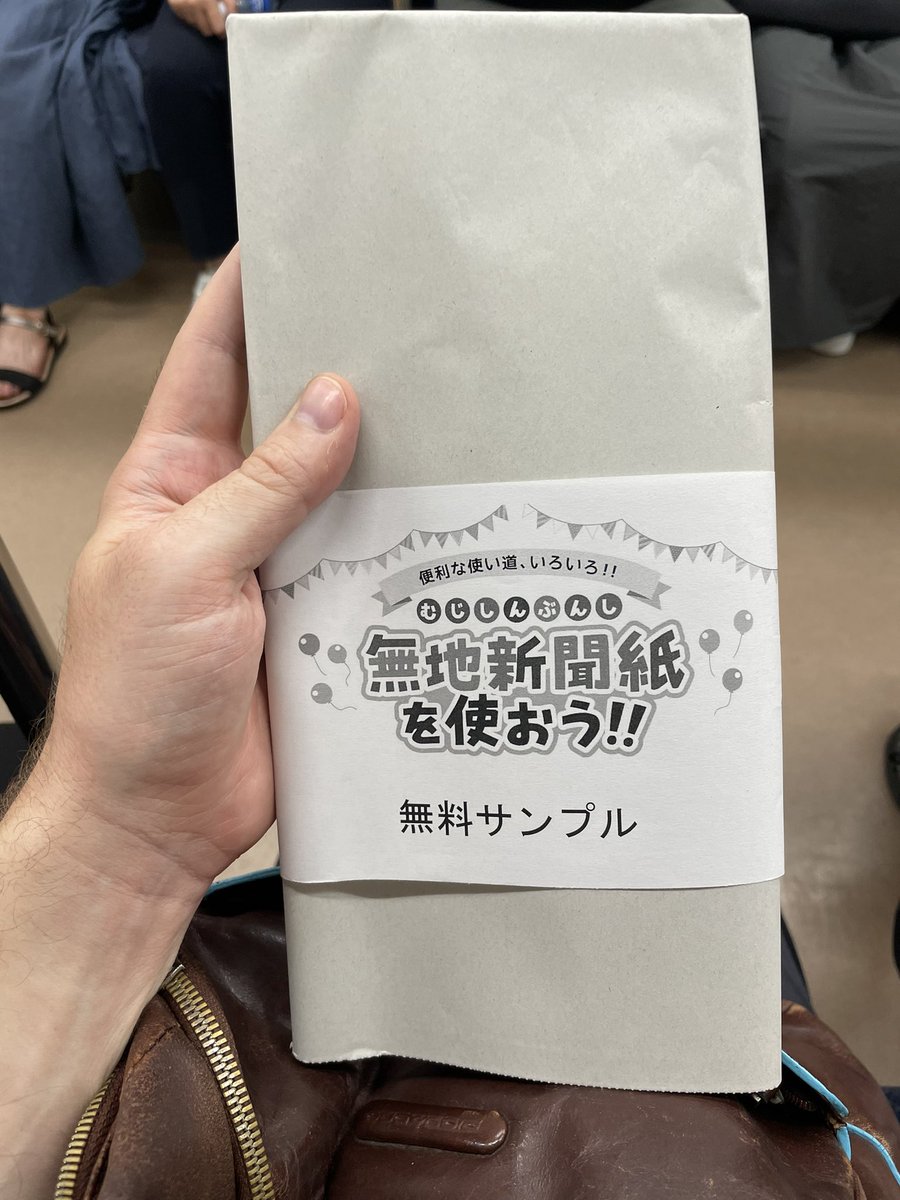 便利な使い道、いろいろ!!
むじしんぶんし
無地新聞紙
を使おう!!
無料サンプル